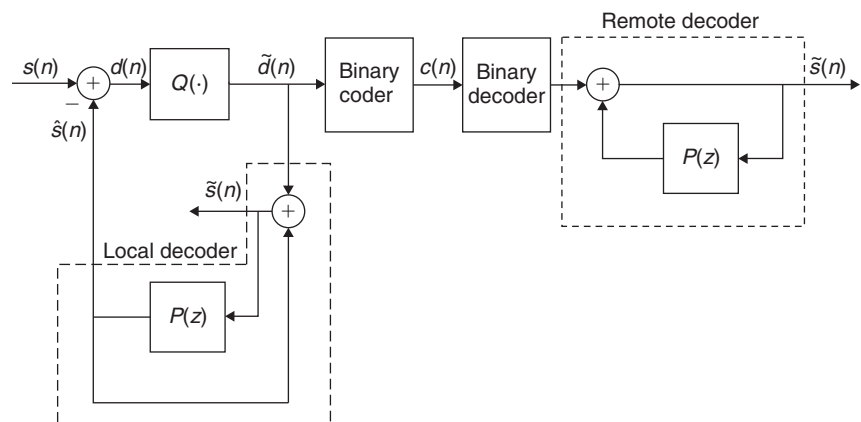 Remote decoder
s(n)
+
d(n)
Q(·)
d̃(n)
Binary
coder
c(n)
Binary
decoder
+
s̃(n)
−
ŝ(n)
P(z)
s̃(n)
+
Local decoder
P(z)